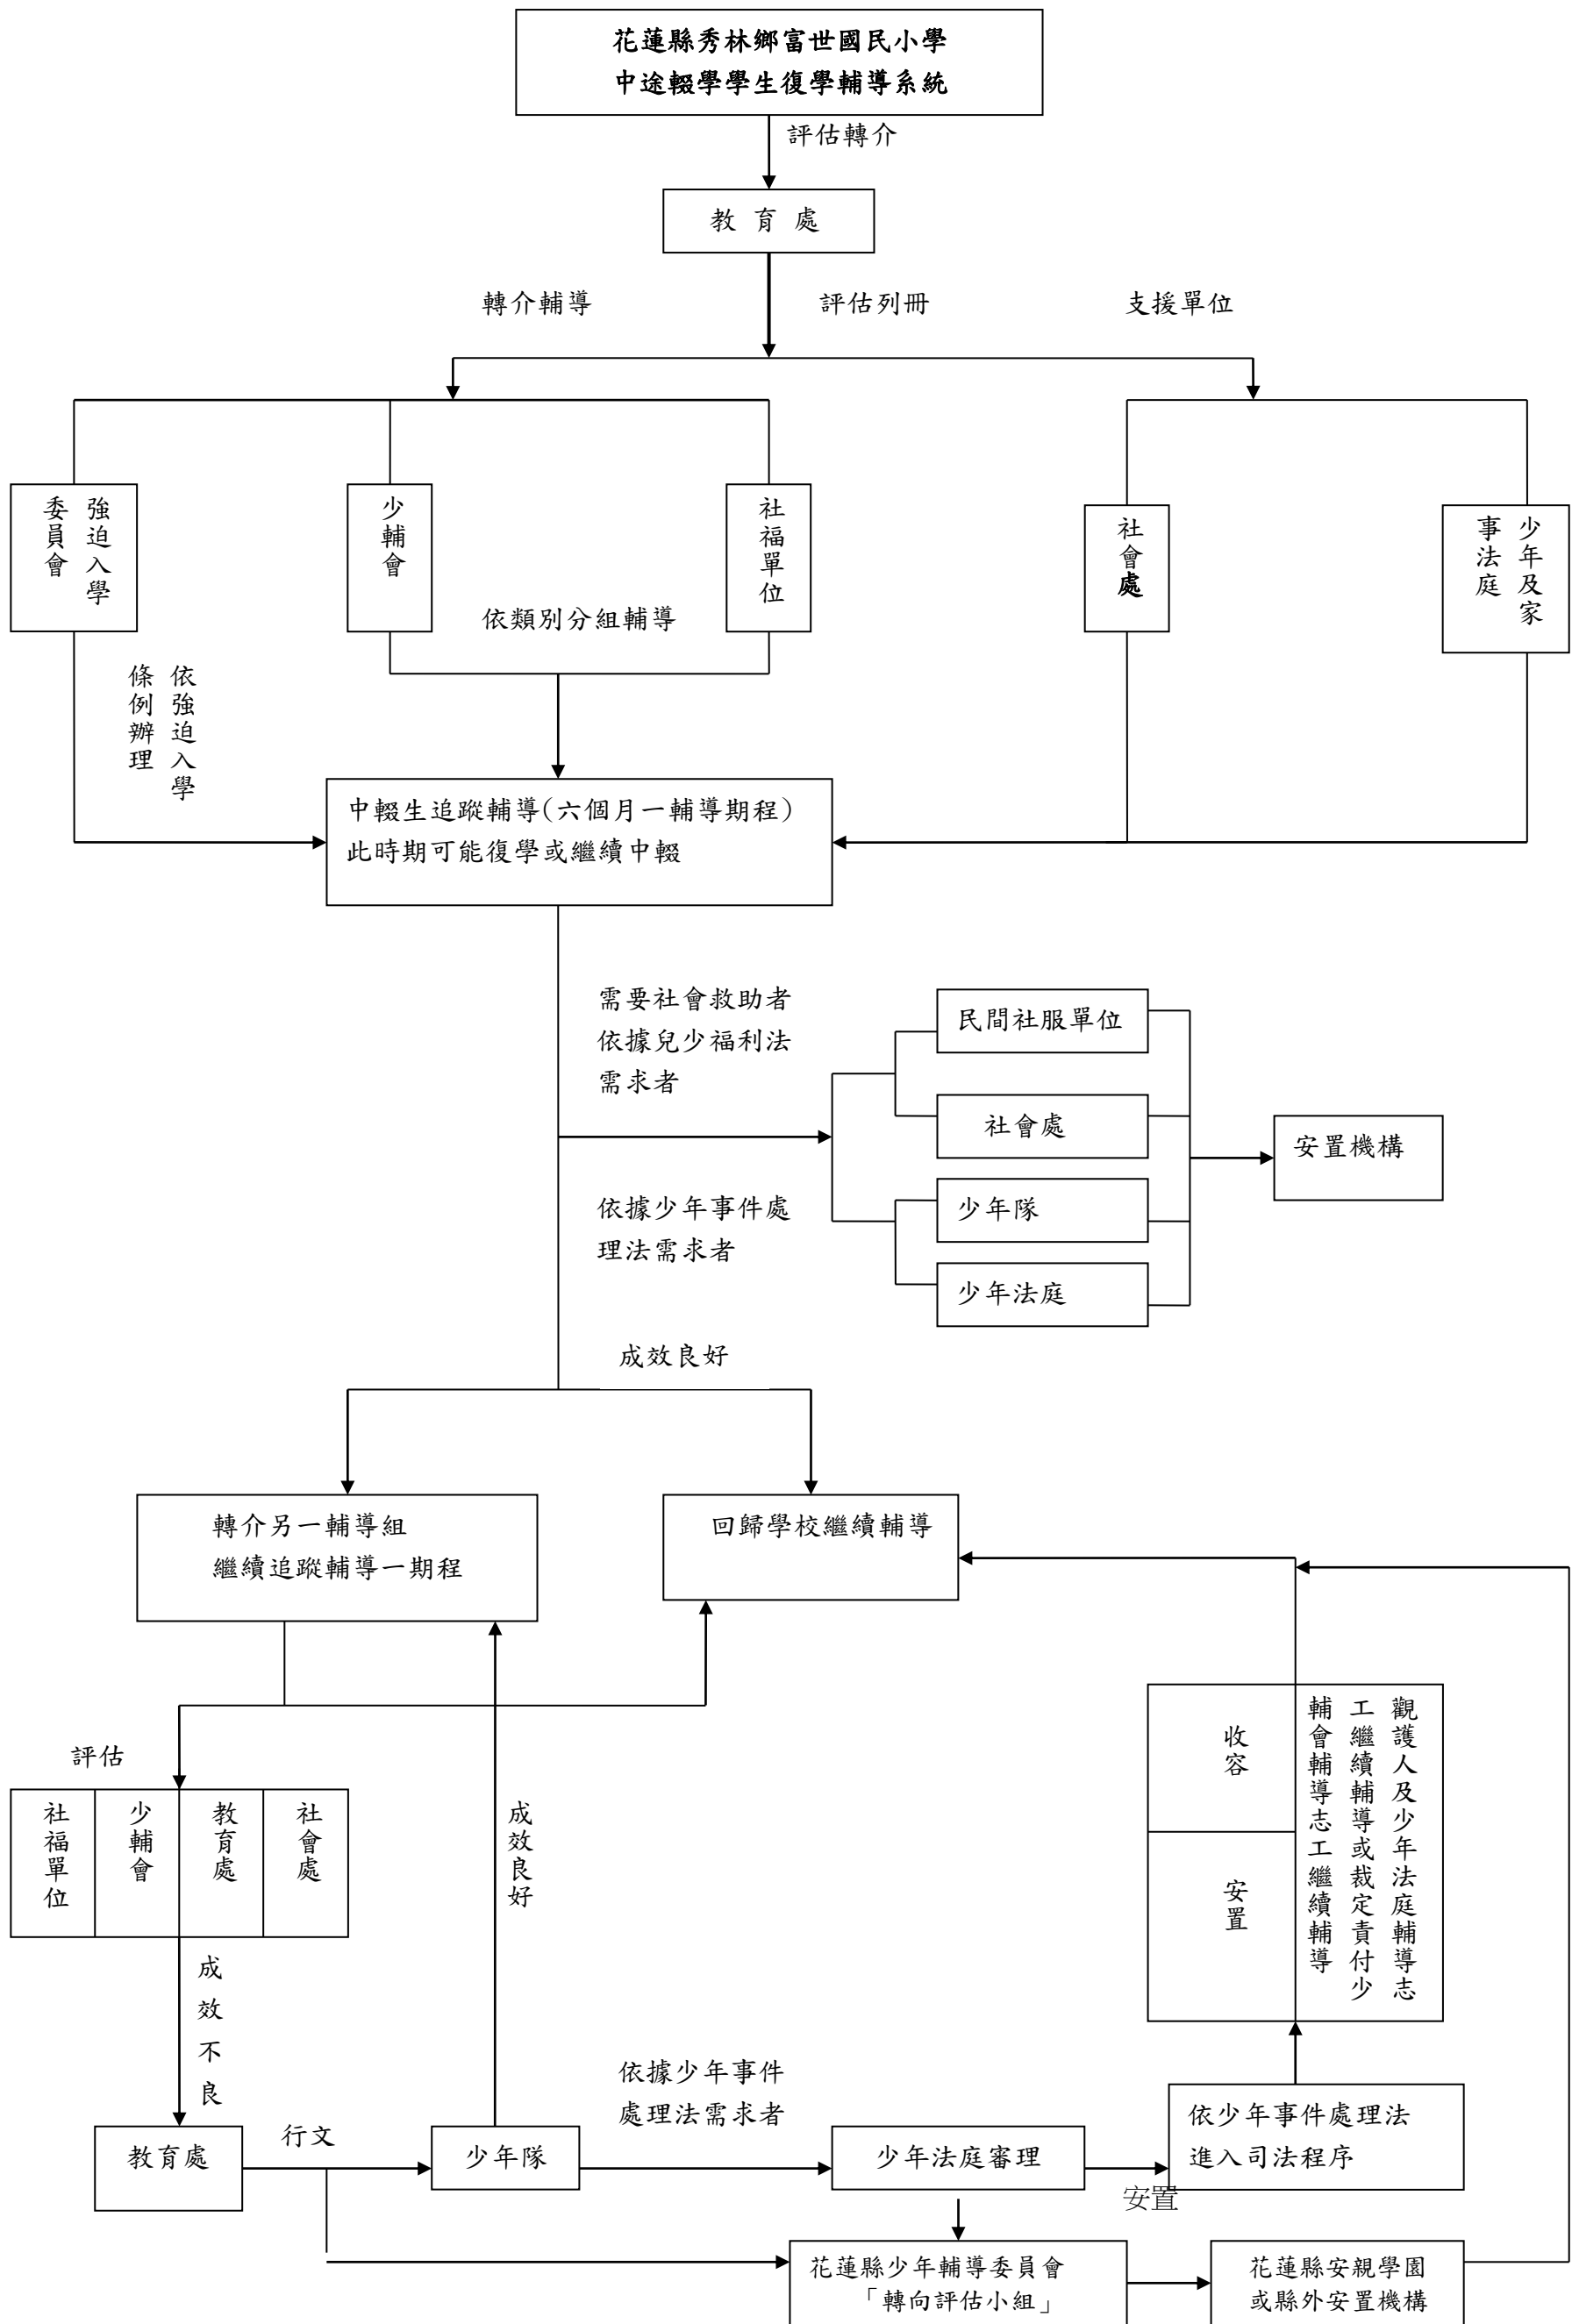 花蓮縣秀林鄉富世國民小學
中途輟學學生復學輔導系統
評估轉介
教 育 處
轉介輔導
評估列冊
支援單位
強迫入學
委員會
少輔會
社福單位
社會處
少年及家
事法庭
依類別分組輔導
依強迫入學
條例辦理
中輟生追蹤輔導(六個月一輔導期程)
此時期可能復學或繼續中輟
需要社會救助者
依據兒少福利法
需求者
民間社服單位
社會處
安置機構
依據少年事件處
理法需求者
少年隊
少年法庭
成效良好
轉介另一輔導組
繼續追蹤輔導一期程
回歸學校繼續輔導
評估
社福單位
少輔會
教育處
社會處
成效良好
收容
安置
觀護人及少年法庭輔導志
工繼續輔導或裁定責付少
輔會輔導志工繼續輔導
成效不良
教育處
行文
少年隊
依據少年事件
處理法需求者
少年法庭審理
依少年事件處理法
進入司法程序
安置
花蓮縣少年輔導委員會
「轉向評估小組」
花蓮縣安親學園
或縣外安置機構